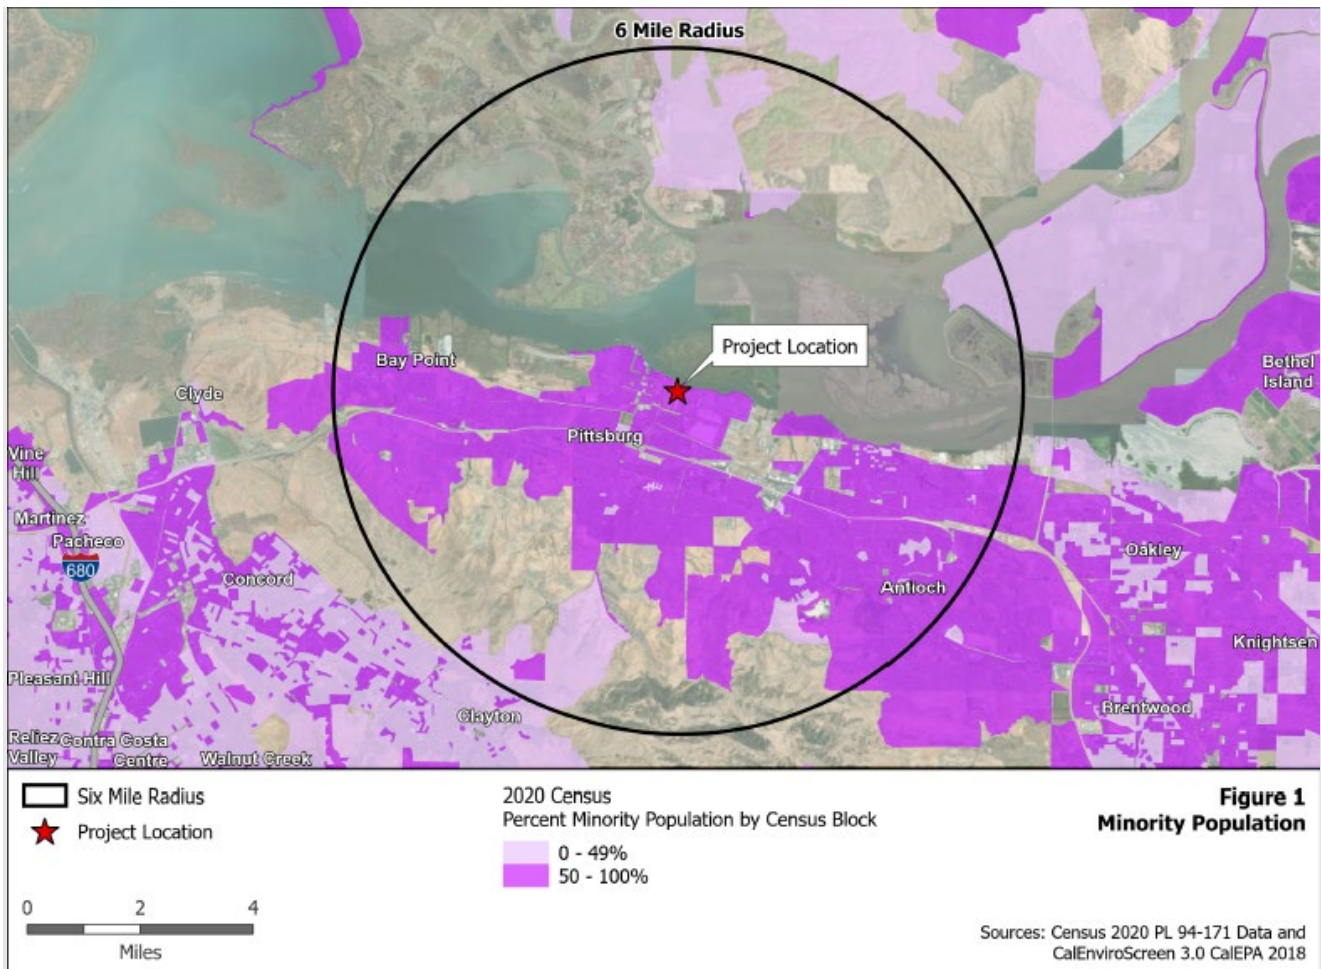 6 Mile Radius
Project Location
Bay Point
Bethel
Island
Clyde
Pittsburg
Vine
Hill
Martinez
Pacheco
680
Concord
Oakley
Antioch
Knightsen
Pleasant Hill
Clayton
Brentwood
Reliez
Valley
Contra Costa
Centre
Walnut Creek
Six Mile Radius
Project Location
0 2 4
Miles
2020 Census
Percent Minority Population by Census Block
0 - 49%
50 - 100%
Figure 1
Minority Population
Sources: Census 2020 PL 94-171 Data and
CalEnviroScreen 3.0 CalEPA 2018